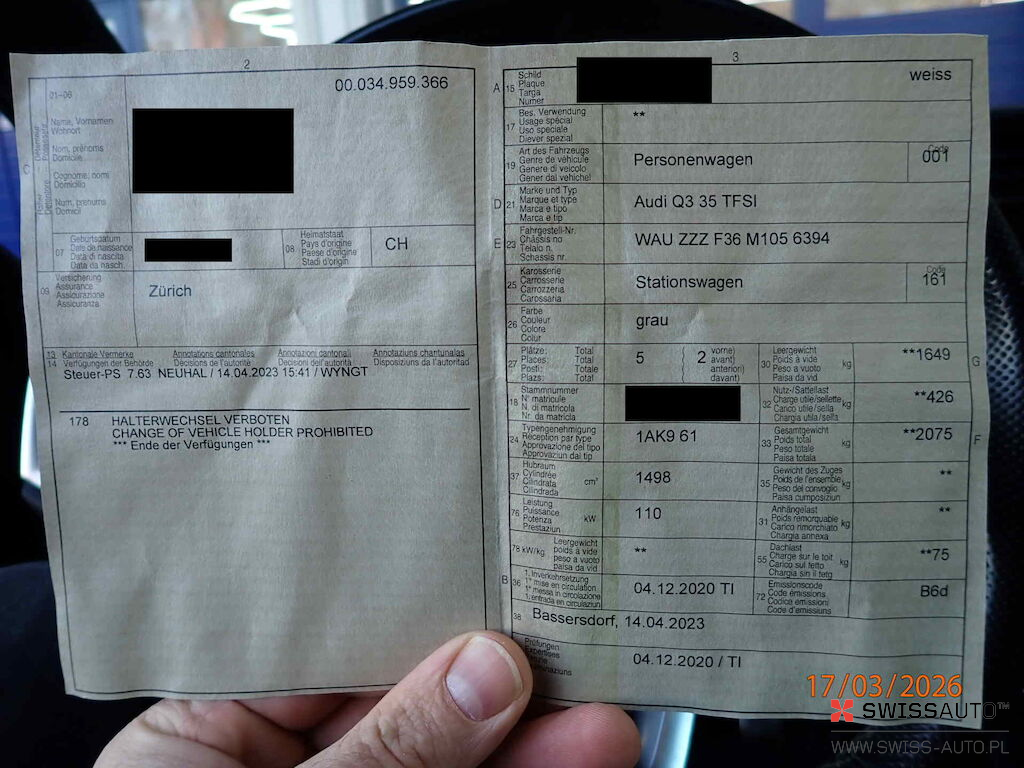 2
00.034.959.366
01-06
Name, Vornamen
Wohnort
Nom, prénoms
Domicile
Cognome, nomi
Domicilio
Num, prenums
Domicil
C
07
Geburtsdatum
Date de naissance
Data di nascita
Data da nasch.
08
Heimatstaat
Pays d'origine
Paese d'origine
Stadi d'origin
CH
09
Versicherung
Assurance
Assicurazione
Assicuranza
Zürich
13
14
Kantonale Vermerke
Verfügungen der Behörde
Annotations cantonales
Décisions de l'autorité
Annotazioni cantonali
Decisioni dell'autorità
Annotaziuns chantunalas
Disposiziuns da l'autoritad
Steuer-PS 7.63 NEUHAL / 14.04.2023 15:41 / WYNGT
178 HALTERWECHSEL VERBOTEN
CHANGE OF VEHICLE HOLDER PROHIBITED
*** Ende der Verfügungen ***
3
A 15
Schild
Plaque
Targa
Numer
weiss
17
Bes. Verwendung
Usage spécial
Uso speciale
Diever spezial
**
19
Art des Fahrzeugs
Genre de véhicule
Genere di veicolo
Gener dal vehichel
Personenwagen
Code
001
D 21
Marke und Typ
Marque et type
Marca e tipo
Marca e tip
Audi Q3 35 TFSI
E 23
Fahrgestell-Nr.
Châssis no
Telaio n.
Schassis nr.
WAU ZZZ F36 M105 6394
25
Karosserie
Carrosserie
Carrozzeria
Carossaria
Stationswagen
Code
161
26
Farbe
Couleur
Colore
Colur
grau
27
Plätze: Total
Places: Total
Posti: Totale
Plazs: Total
5 ( 2 vorne)
avant)
anteriori)
davant)
30
Leergewicht
Poids à vide
Peso a vuoto
Paisa da vid
kg
**1649
G
18
Stammnummer
N° matricule
N. di matricola
Nr. da matricla
32
Nutz-/Sattellast
Charge utile/sellette
Carico utile/sella
Chargia utila/sella
kg
**426
24
Typengenehmigung
Réception par type
Approvazione del tipo
Approvaziun dal tip
1AK9 61
33
Gesamtgewicht
Poids total
Peso totale
Paisa totala
kg
**2075
F
37
Hubraum
Cylindrée
Cilindrata
Cilindrada
cm³
1498
35
Gewicht des Zuges
Poids de l'ensemble
Peso del convoglio
Paisa cumposiziun
kg
**
76
Leistung
Puissance
Potenza
Prestaziun
kW
110
31
Anhängelast
Poids remorquable
Carico rimorchiato
Chargia annexa
kg
**
78 kW/kg
Leergewicht
poids à vide
peso a vuoto
paisa da vid
**
55
Dachlast
Charge sur le toit
Carico sul tetto
Chargia sin il tetg
kg
**75
B 36
1. Inverkehrsetzung
1re mise en circulation
1a messa in circolazione
1. entrada en circulaziun
04.12.2020 TI
72
Emissionscode
Code émissions
Codice emissioni
Code d'emissiuns
B6d
38
Bassersdorf, 14.04.2023
Prüfungen
Expertises
04.12.2020 / TI
17/03/2026
SWISSAUTO™
WWW.SWISS-AUTO.PL